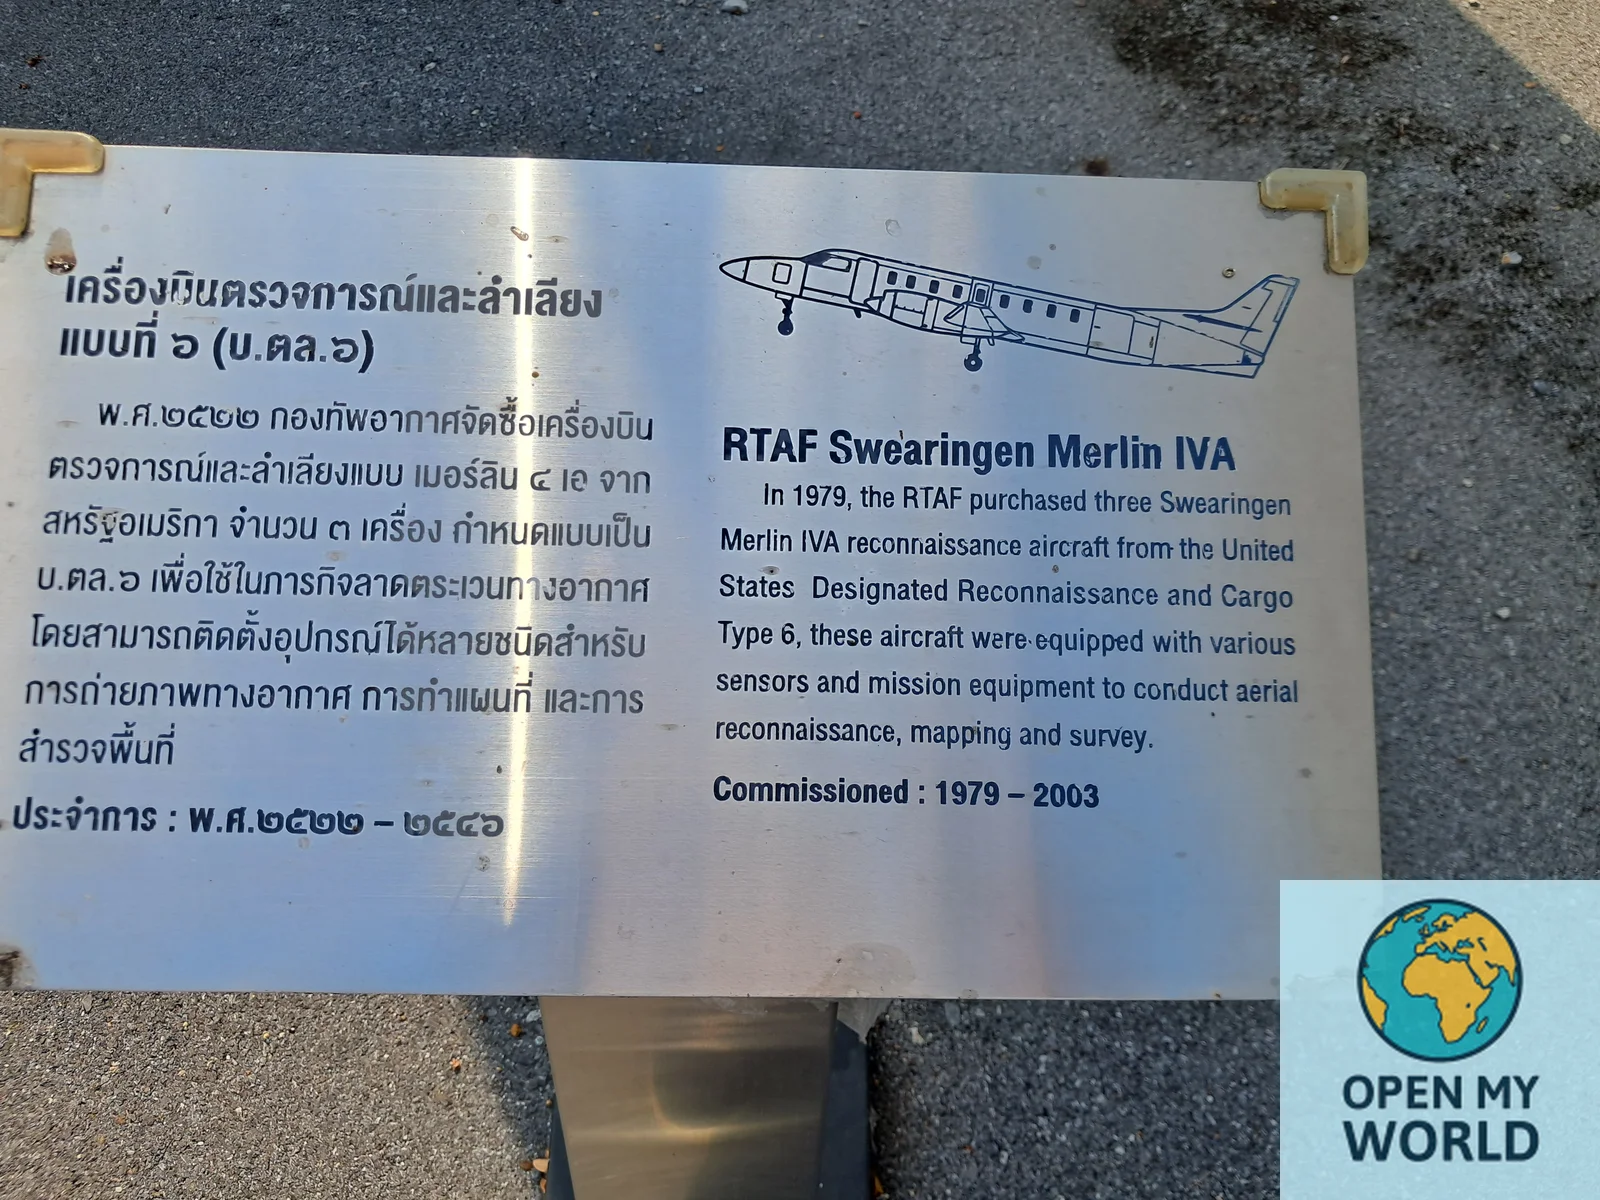 เครื่องบินตรวจการณ์และลำเลียง
แบบที่ ๖ (บ.ตล.๖)
พ.ศ.๒๕๒๒ กองทัพอากาศจัดซื้อเครื่องบิน
ตรวจการณ์และลำเลียงแบบ เมอร์ลิน ๔ เอ จาก
สหรัฐอเมริกา จำนวน ๓ เครื่อง กำหนดแบบเป็น
บ.ตล.๖ เพื่อใช้ในภารกิจลาดตระเวนทางอากาศ
โดยสามารถติดตั้งอุปกรณ์ได้หลายชนิดสำหรับ
การถ่ายภาพทางอากาศ การทำแผนที่ และการ
สำรวจพื้นที่
ประจำการ : พ.ศ.๒๕๒๒ – ๒๕๔๖
RTAF Swearingen Merlin IVA
In 1979, the RTAF purchased three Swearingen
Merlin IVA reconnaissance aircraft from the United
States Designated Reconnaissance and Cargo
Type 6, these aircraft were equipped with various
sensors and mission equipment to conduct aerial
reconnaissance, mapping and survey.
Commissioned : 1979 – 2003
OPEN MY
WORLD